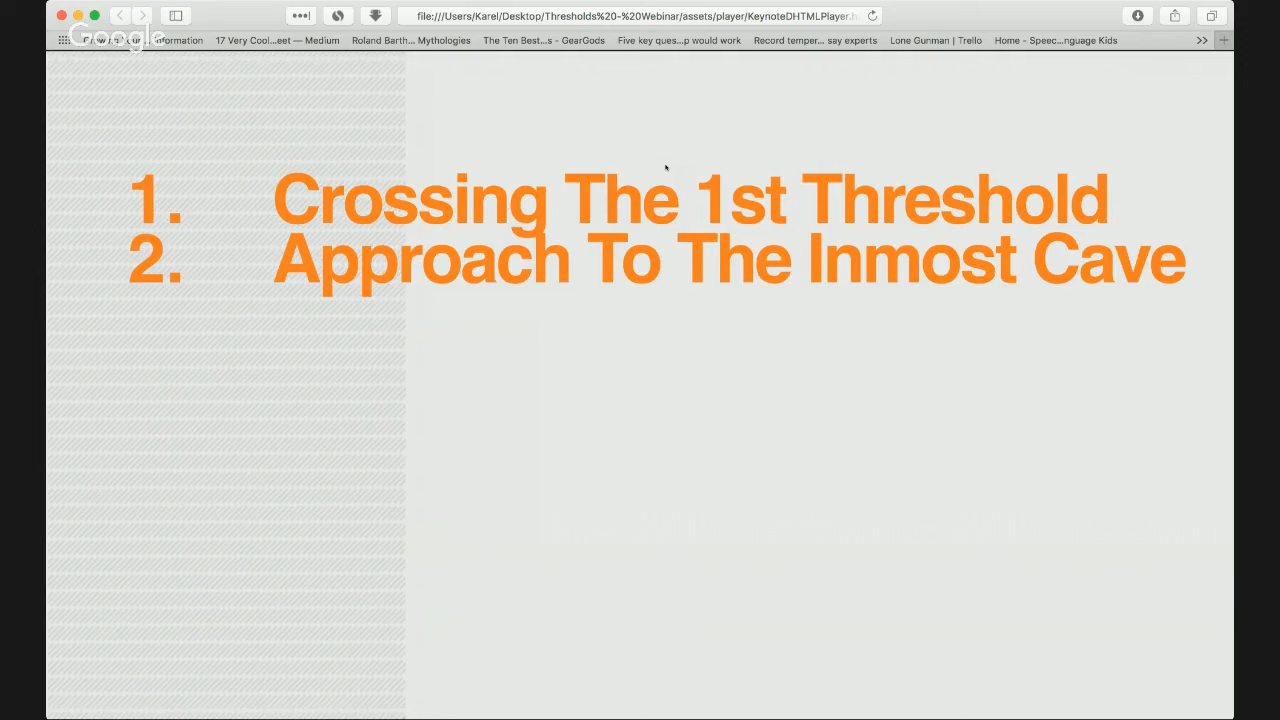 file:///Users/Karel/Desktop/Thresholds%20-%20Webinar/assets/player/KeynoteDHTMLPlayer.h
Google
17 Very Cool...eet — Medium
Roland Barth... Mythologies
The Ten Best...s - GearGods
Five key ques...p would work
Record temper... say experts
Lone Gunman | Trello
Home - Speec...nguage Kids
1. Crossing The 1st Threshold
2. Approach To The Inmost Cave